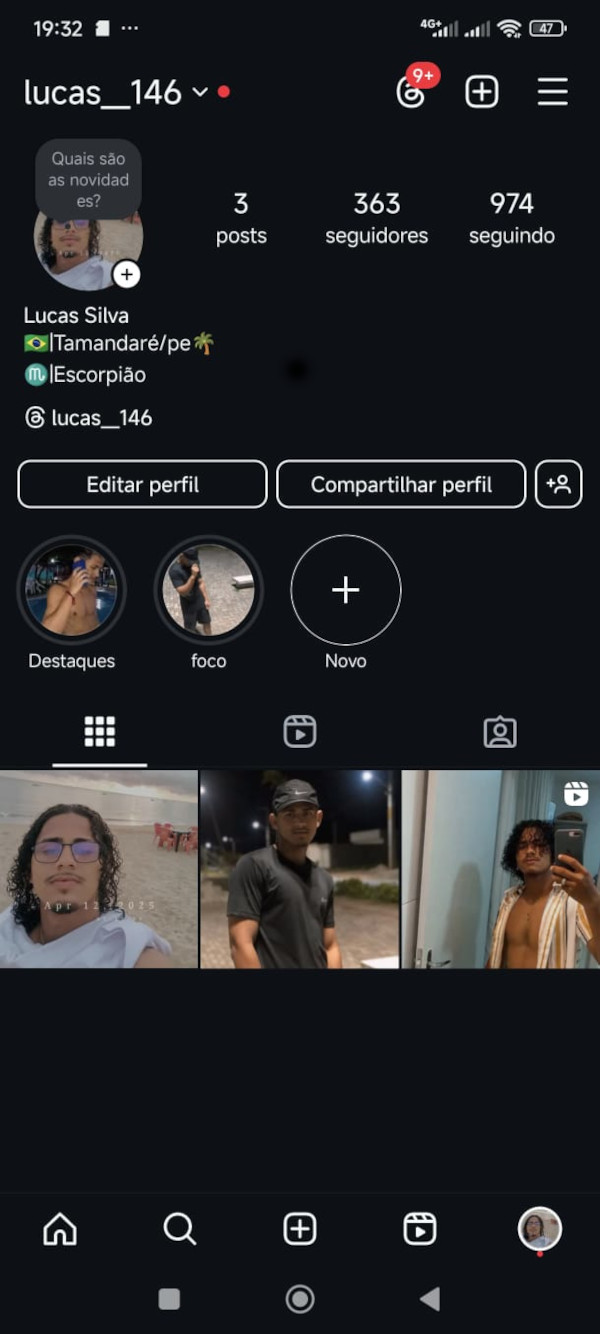 19:32
4G+
47
lucas__146
9+
Quais são
as novidad
es?
3
363
974
posts
seguidores
seguindo
Lucas Silva
🇧🇷|Tamandaré/pe🌴
♏|Escorpião
lucas__146
Editar perfil
Compartilhar perfil
Destaques
foco
Novo
Apr 12, 2025